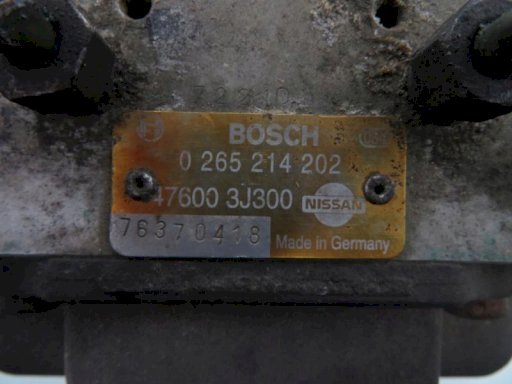 BOSCH
0 265 214 202
47600 3J300 NISSAN
76370418 Made in Germany